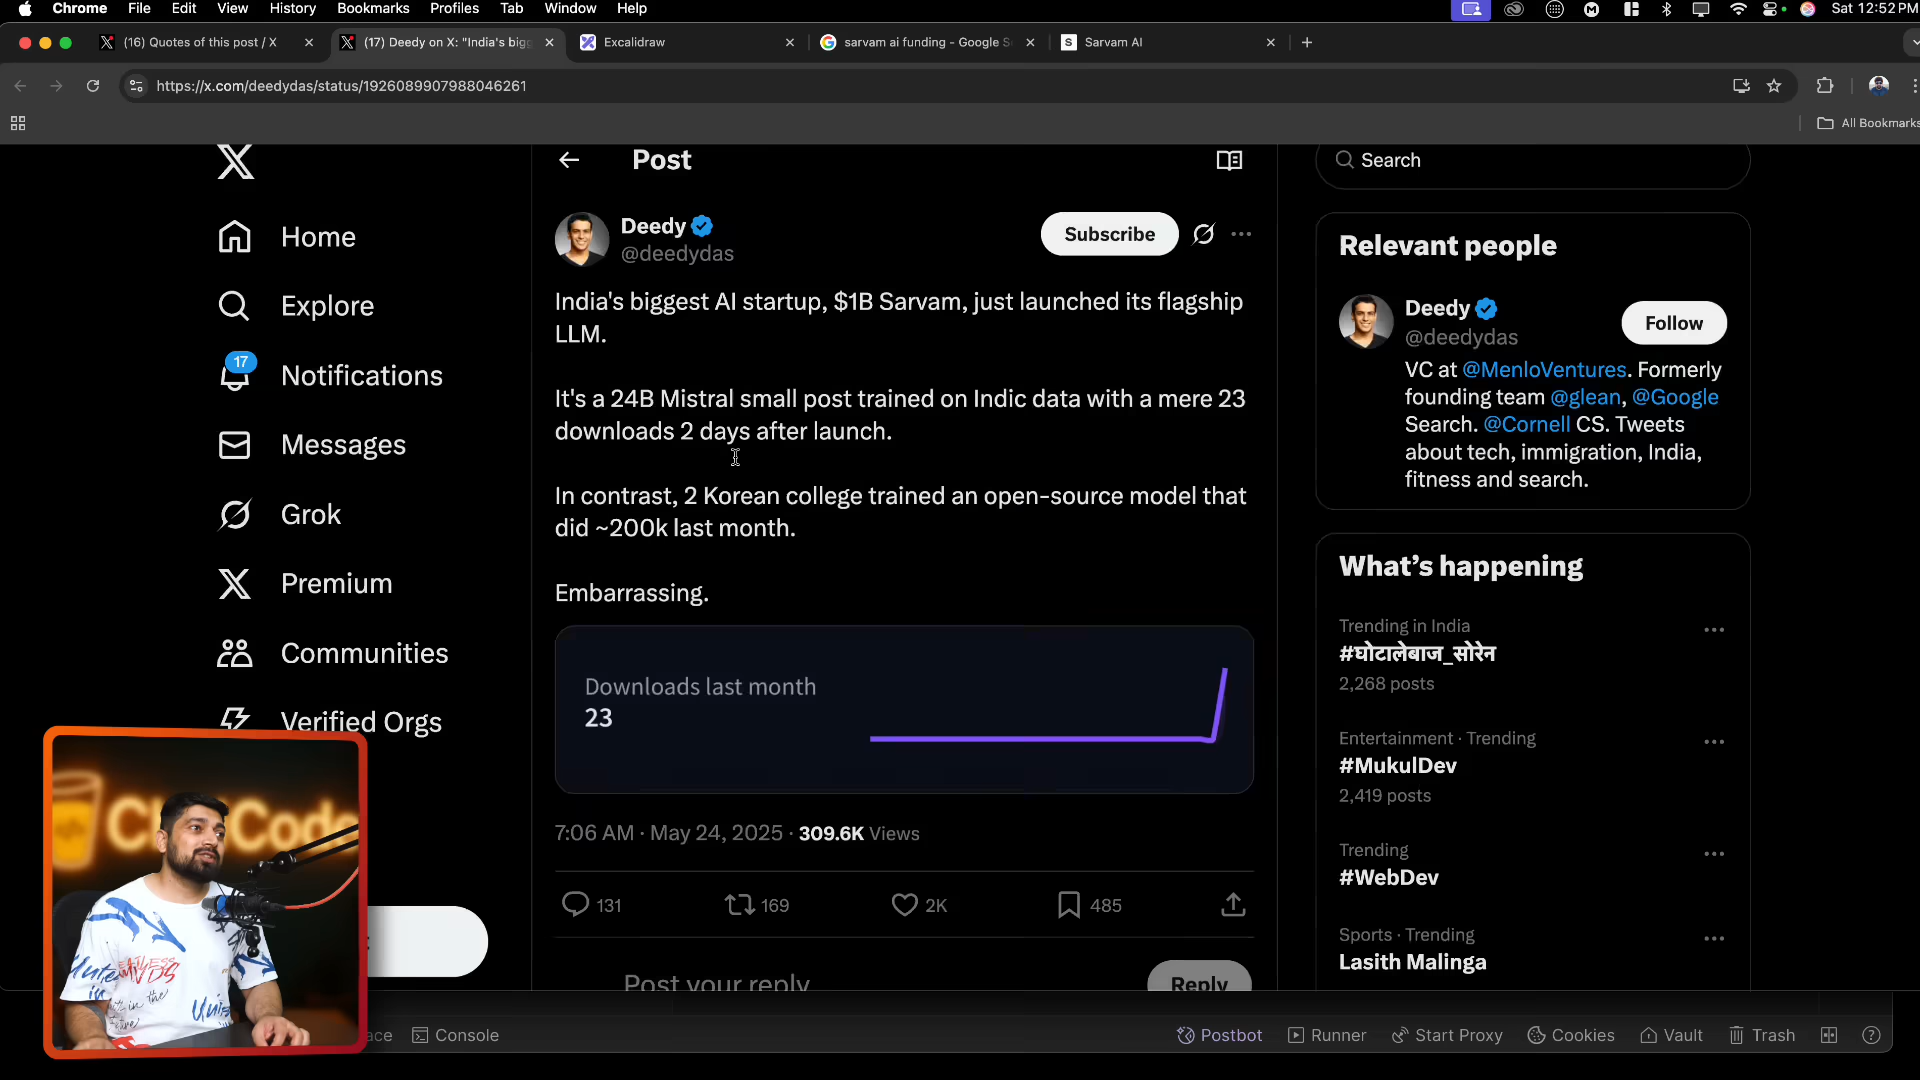 Chrome File Edit View History Bookmarks Profiles Tab Window Help
Sat 12:52 PM
(16) Quotes of this post / X
(17) Deedy on X: "India's big
Excalidraw
sarvam ai funding - Google S
Sarvam AI
https://x.com/deedydas/status/1926089907988046261
All Bookmarks
Home
Explore
17
Notifications
Messages
Grok
Premium
Communities
Verified Orgs
Post
Deedy
@deedydas
Subscribe
India's biggest AI startup, $1B Sarvam, just launched its flagship
LLM.
It's a 24B Mistral small post trained on Indic data with a mere 23
downloads 2 days after launch.
In contrast, 2 Korean college trained an open-source model that
did ~200k last month.
Embarrassing.
Downloads last month
23
7:06 AM · May 24, 2025 · 309.6K Views
131
169
2K
485
Post your reply
Reply
Search
Relevant people
Deedy
@deedydas
Follow
VC at @MenloVentures. Formerly
founding team @glean, @Google
Search. @Cornell CS. Tweets
about tech, immigration, India,
fitness and search.
What's happening
Trending in India
#घोटालेबाज_सोरेन
2,268 posts
Entertainment · Trending
#MukulDev
2,419 posts
Trending
#WebDev
Sports · Trending
Lasith Malinga
Console
Postbot
Runner
Start Proxy
Cookies
Vault
Trash